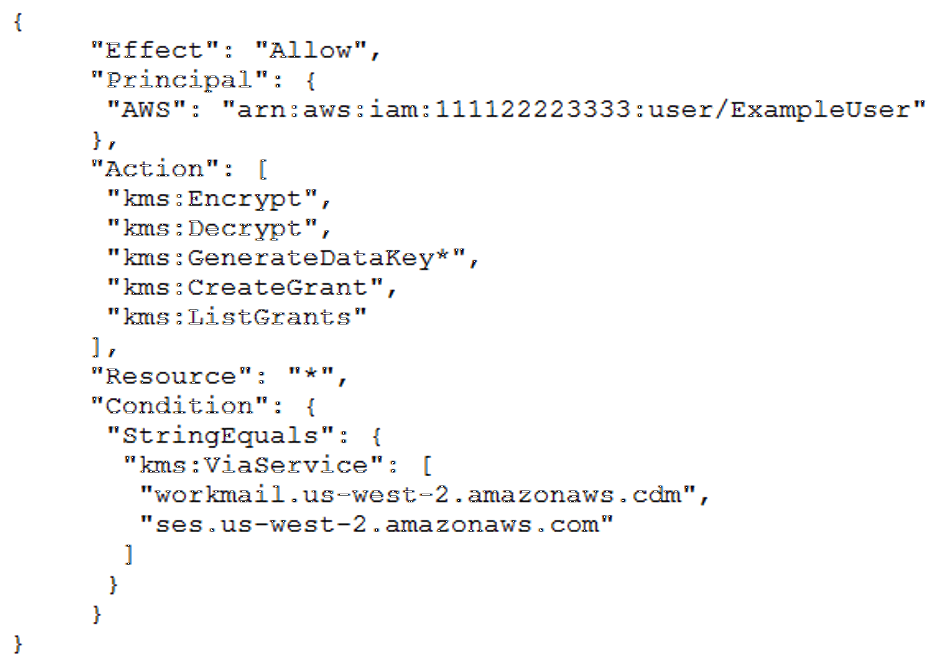 {
"Effect": "Allow",
"Principal": {
"AWS": "arn:aws:iam:111122223333:user/ExampleUser"
},
"Action": [
"kms:Encrypt",
"kms:Decrypt",
"kms:GenerateDataKey*",
"kms:CreateGrant",
"kms:ListGrants"
],
"Resource": "*",
"Condition": {
"StringEquals": {
"kms:ViaService": [
"workmail.us-west-2.amazonaws.cdm",
"ses.us-west-2.amazonaws.com"
]
}
}
}